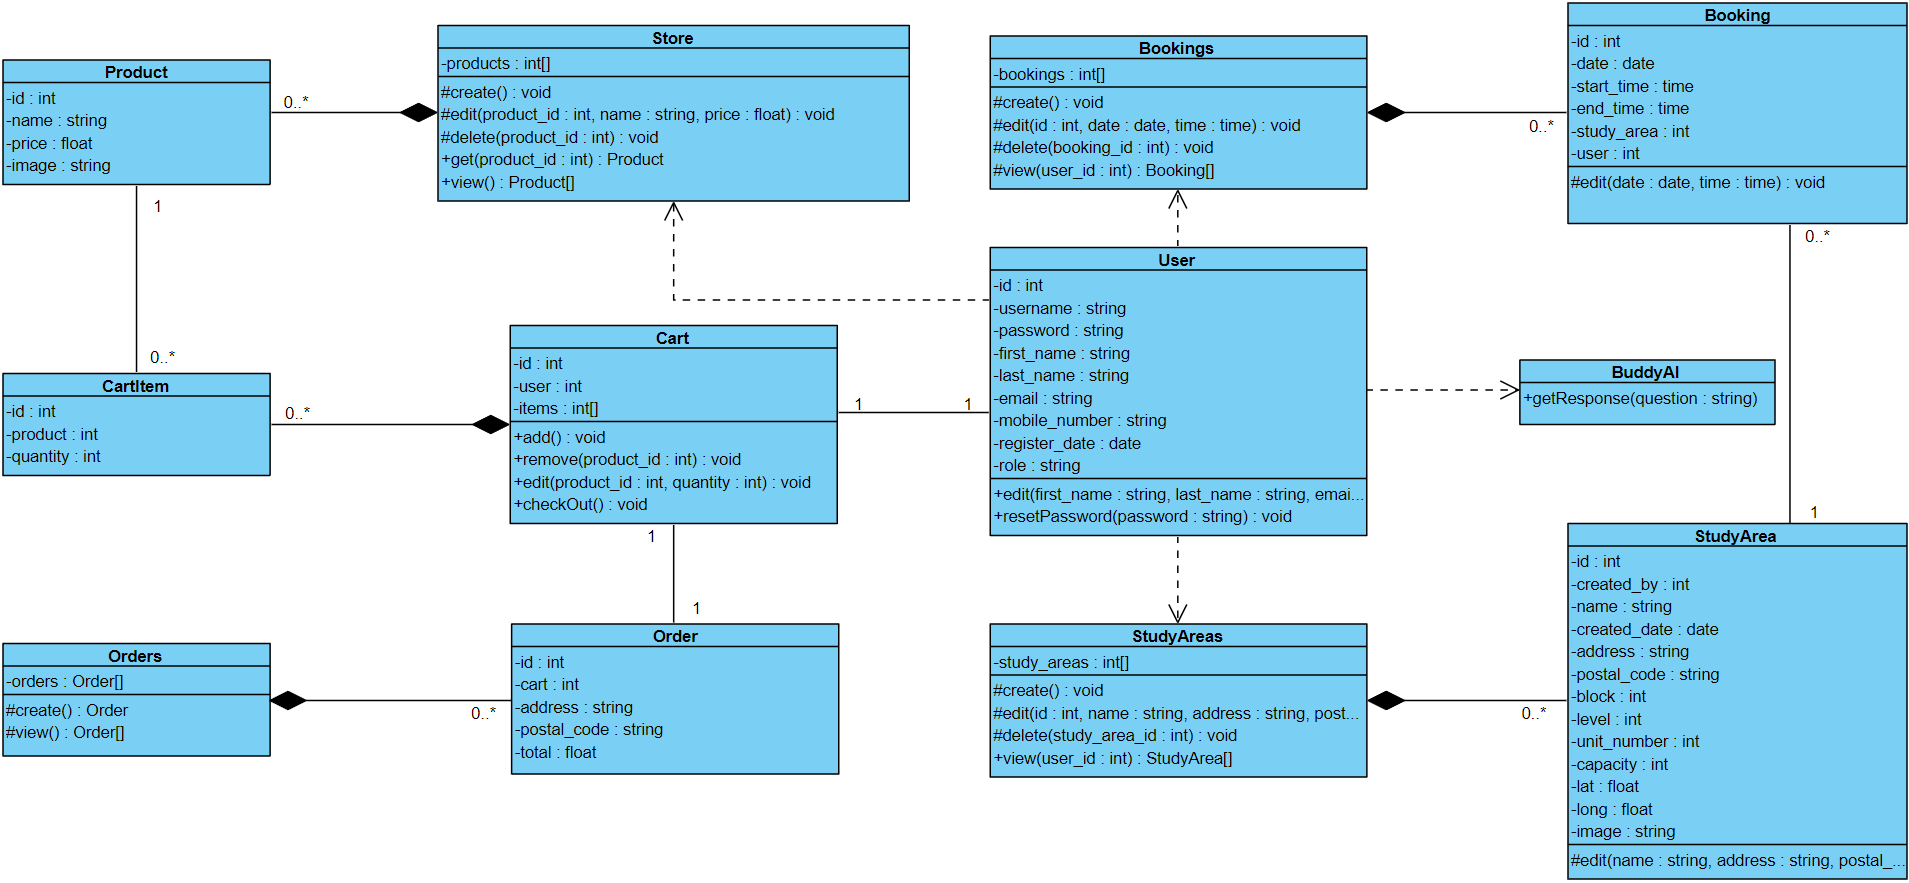 Product
-id : int
-name : string
-price : float
-image : string
1
0..*
CartItem
-id : int
-product : int
-quantity : int
0..*
Store
-products : int[]
#create() : void
#edit(product_id : int, name : string, price : float) : void
#delete(product_id : int) : void
+get(product_id : int) : Product
+view() : Product[]
0..*
Cart
-id : int
-user : int
-items : int[]
+add() : void
+remove(product_id : int) : void
+edit(product_id : int, quantity : int) : void
+checkOut() : void
1
1
1
1
Orders
-orders : Order[]
#create() : Order
#view() : Order[]
0..*
Order
-id : int
-cart : int
-address : string
-postal_code : string
-total : float
Bookings
-bookings : int[]
#create() : void
#edit(id : int, date : date, time : time) : void
#delete(booking_id : int) : void
#view(user_id : int) : Booking[]
0..*
Booking
-id : int
-date : date
-start_time : time
-end_time : time
-study_area : int
-user : int
#edit(date : date, time : time) : void
0..*
1
User
-id : int
-username : string
-password : string
-first_name : string
-last_name : string
-email : string
-mobile_number : string
-register_date : date
-role : string
+edit(first_name : string, last_name : string, emai...
+resetPassword(password : string) : void
BuddyAI
+getResponse(question : string)
StudyAreas
-study_areas : int[]
#create() : void
#edit(id : int, name : string, address : string, post...
#delete(study_area_id : int) : void
+view(user_id : int) : StudyArea[]
0..*
StudyArea
-id : int
-created_by : int
-name : string
-created_date : date
-address : string
-postal_code : string
-block : int
-level : int
-unit_number : int
-capacity : int
-lat : float
-long : float
-image : string
#edit(name : string, address : string, postal_...